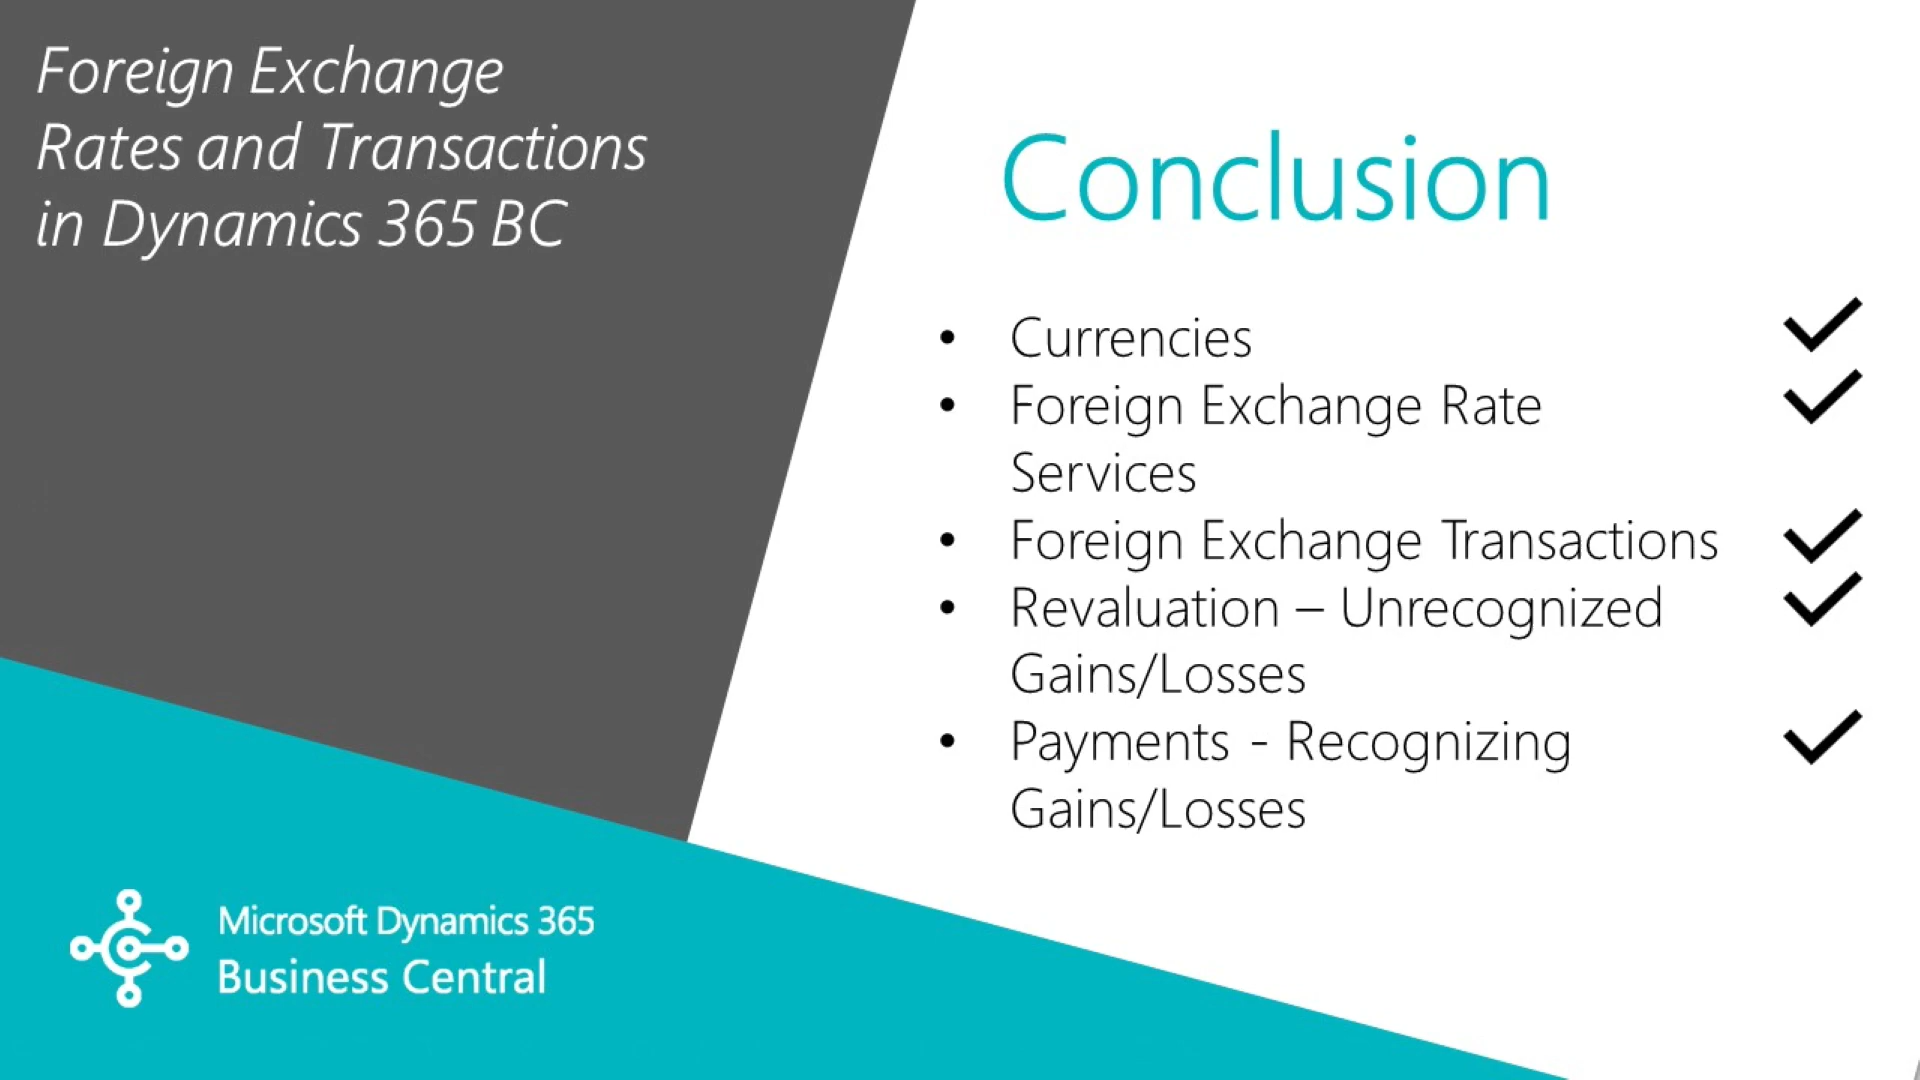 Foreign Exchange
Rates and Transactions
in Dynamics 365 BC
Conclusion
• Currencies
• Foreign Exchange Rate
Services
• Foreign Exchange Transactions
• Revaluation – Unrecognized
Gains/Losses
• Payments - Recognizing
Gains/Losses
Microsoft Dynamics 365
Business Central